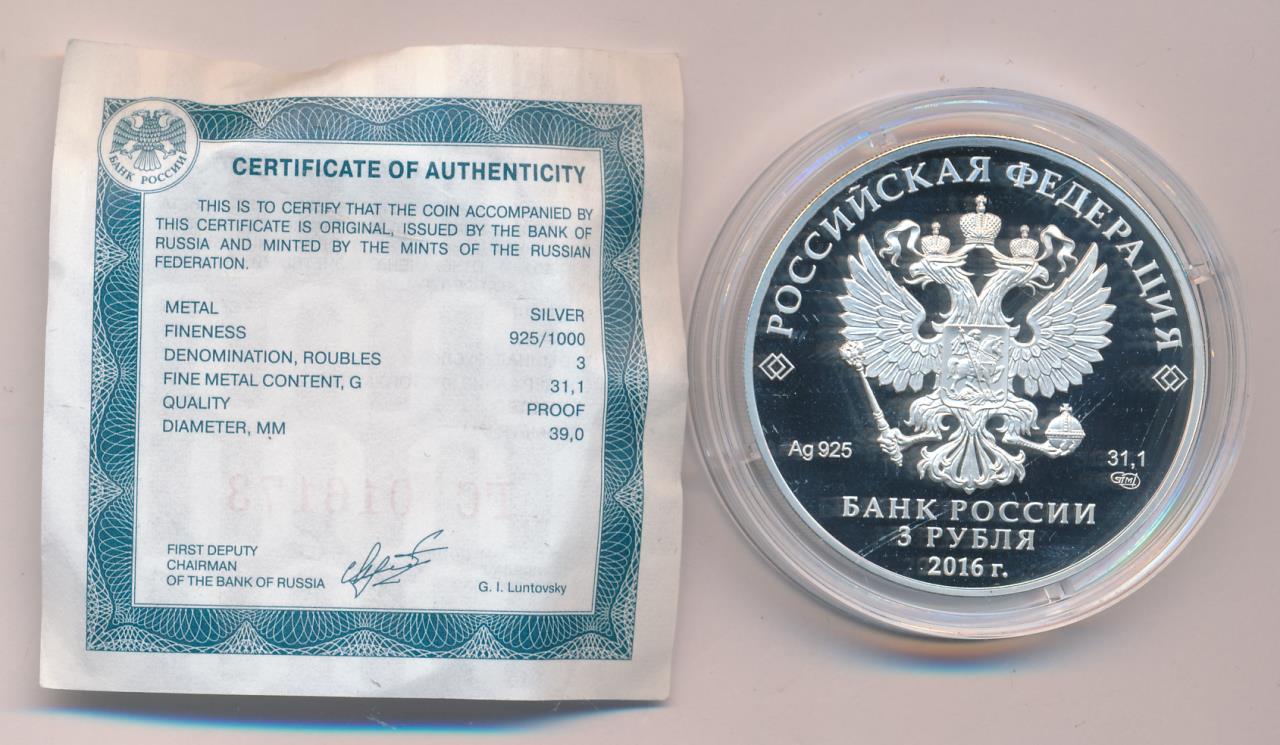 БАНК РОССИИ
CERTIFICATE OF AUTHENTICITY
THIS IS TO CERTIFY THAT THE COIN ACCOMPANIED BY
THIS CERTIFICATE IS ORIGINAL, ISSUED BY THE BANK OF
RUSSIA AND MINTED BY THE MINTS OF THE RUSSIAN
FEDERATION.
METAL SILVER
FINENESS 925/1000
DENOMINATION, ROUBLES 3
FINE METAL CONTENT, G 31,1
QUALITY PROOF
DIAMETER, MM 39,0
FIRST DEPUTY
CHAIRMAN
OF THE BANK OF RUSSIA G. I. Luntovsky
РОССИЙСКАЯ ФЕДЕРАЦИЯ
Ag 925 31,1
БАНК РОССИИ
3 РУБЛЯ
2016 г.